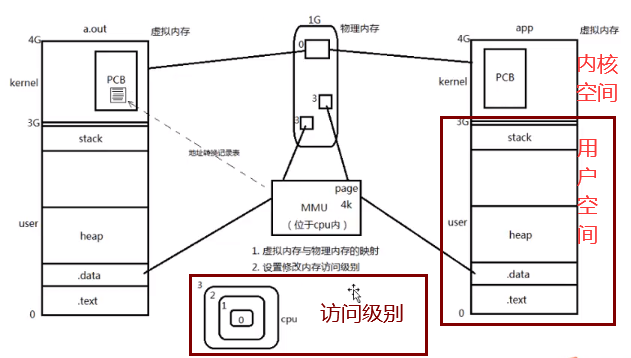 a.out
虚拟内存
4G
kernel
PCB
3G
stack
user
heap
.data
.text
0
1G
物理内存
0
3
3
地址转换记录表
page
4k
MMU
（位于cpu内）
1. 虚拟内存与物理内存的映射
2. 设置修改内存访问级别
3
2
1
0
cpu
访问级别
app
虚拟内存
4G
kernel
PCB
内核
空间
3G
stack
user
heap
.data
.text
0
用
户
空
间